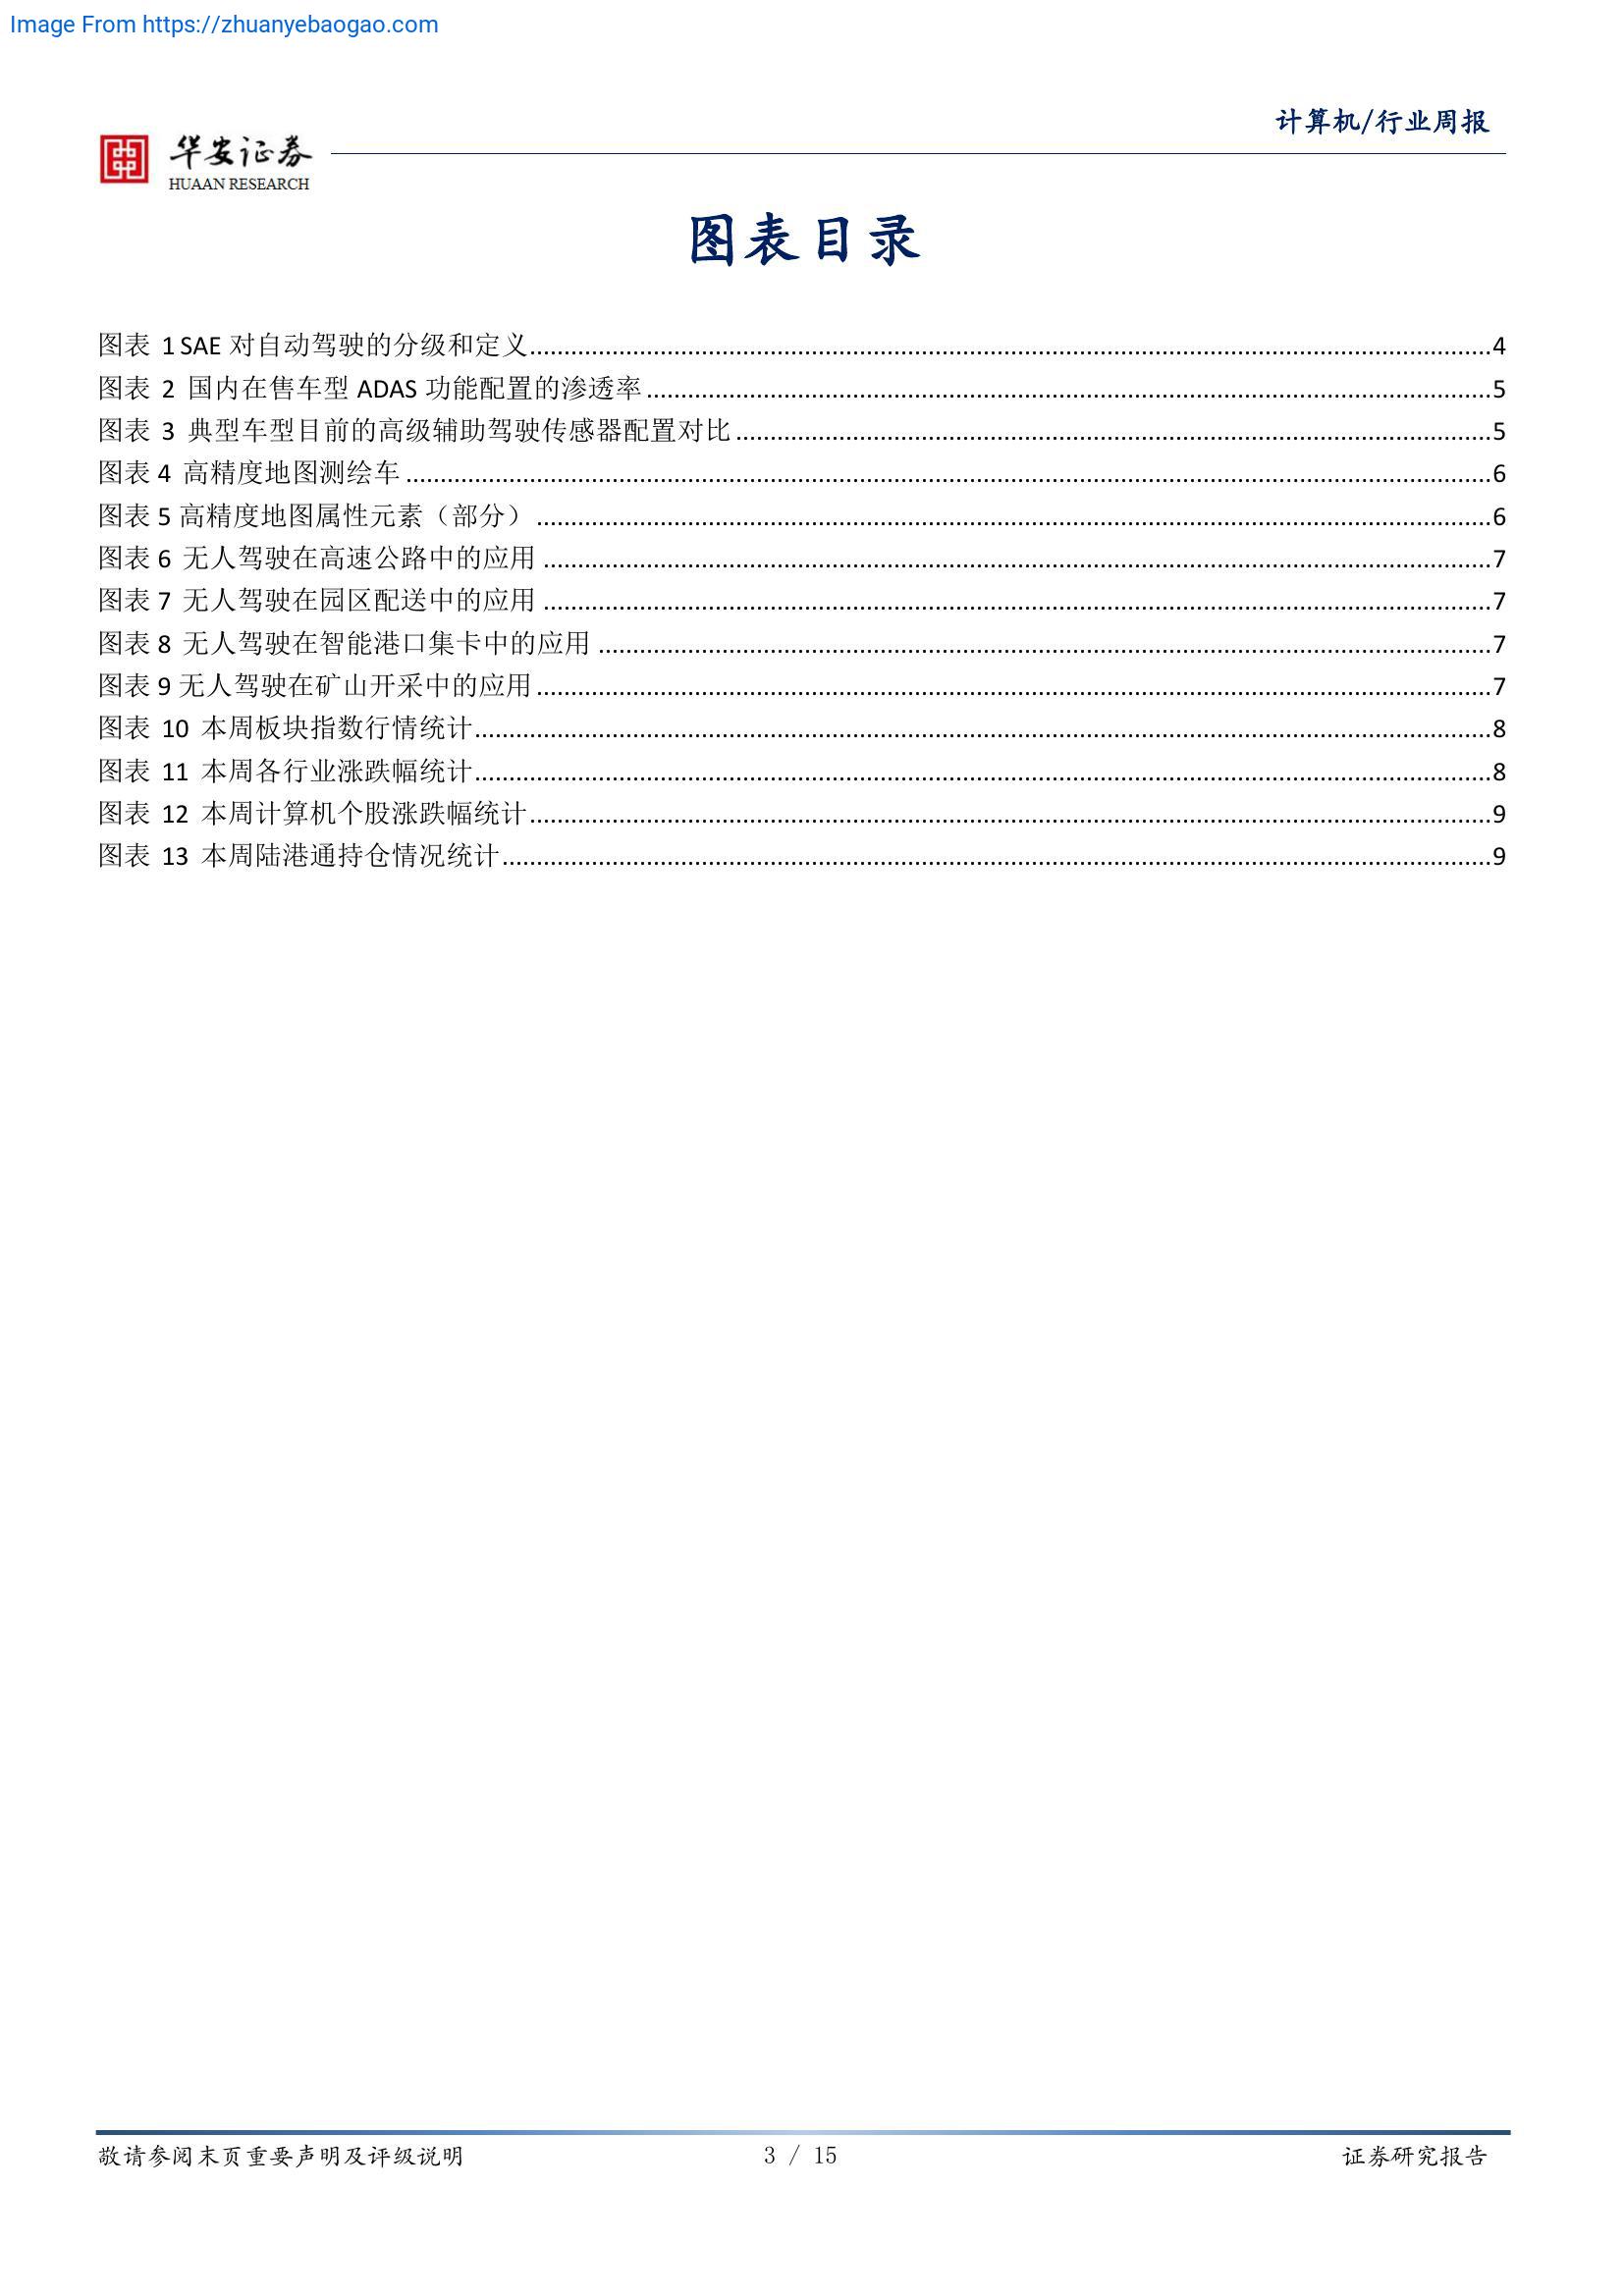 Image From https://zhuanyebaogao.com
计算机/行业周报
华安证券
HUAAN RESEARCH
图表目录
图表 1 SAE 对自动驾驶的分级和定义....................4
图表 2 国内在售车型 ADAS 功能配置的渗透率....................5
图表 3 典型车型目前的高级辅助驾驶传感器配置对比....................5
图表 4 高精度地图测绘车....................6
图表 5 高精度地图属性元素（部分）....................6
图表 6 无人驾驶在高速公路中的应用....................7
图表 7 无人驾驶在园区配送中的应用....................7
图表 8 无人驾驶在智能港口集卡中的应用....................7
图表 9 无人驾驶在矿山开采中的应用....................7
图表 10 本周板块指数行情统计....................8
图表 11 本周各行业涨跌幅统计....................8
图表 12 本周计算机个股涨跌幅统计....................9
图表 13 本周陆港通持仓情况统计....................9
敬请参阅末页重要声明及评级说明
3 / 15
证券研究报告